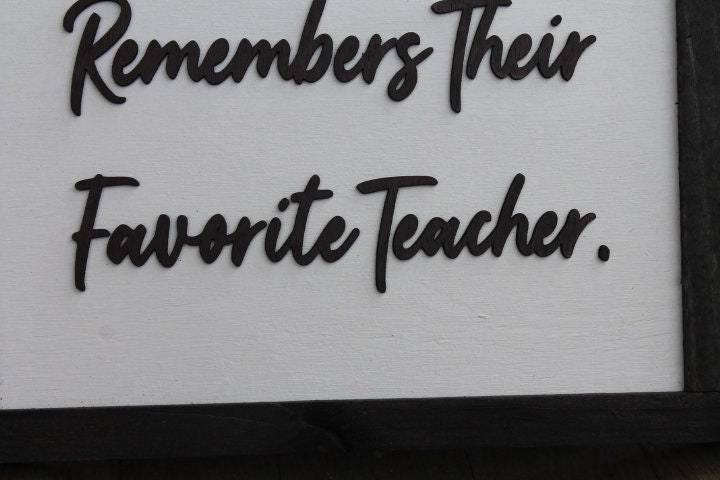 Remembers Their
Favorite Teacher.